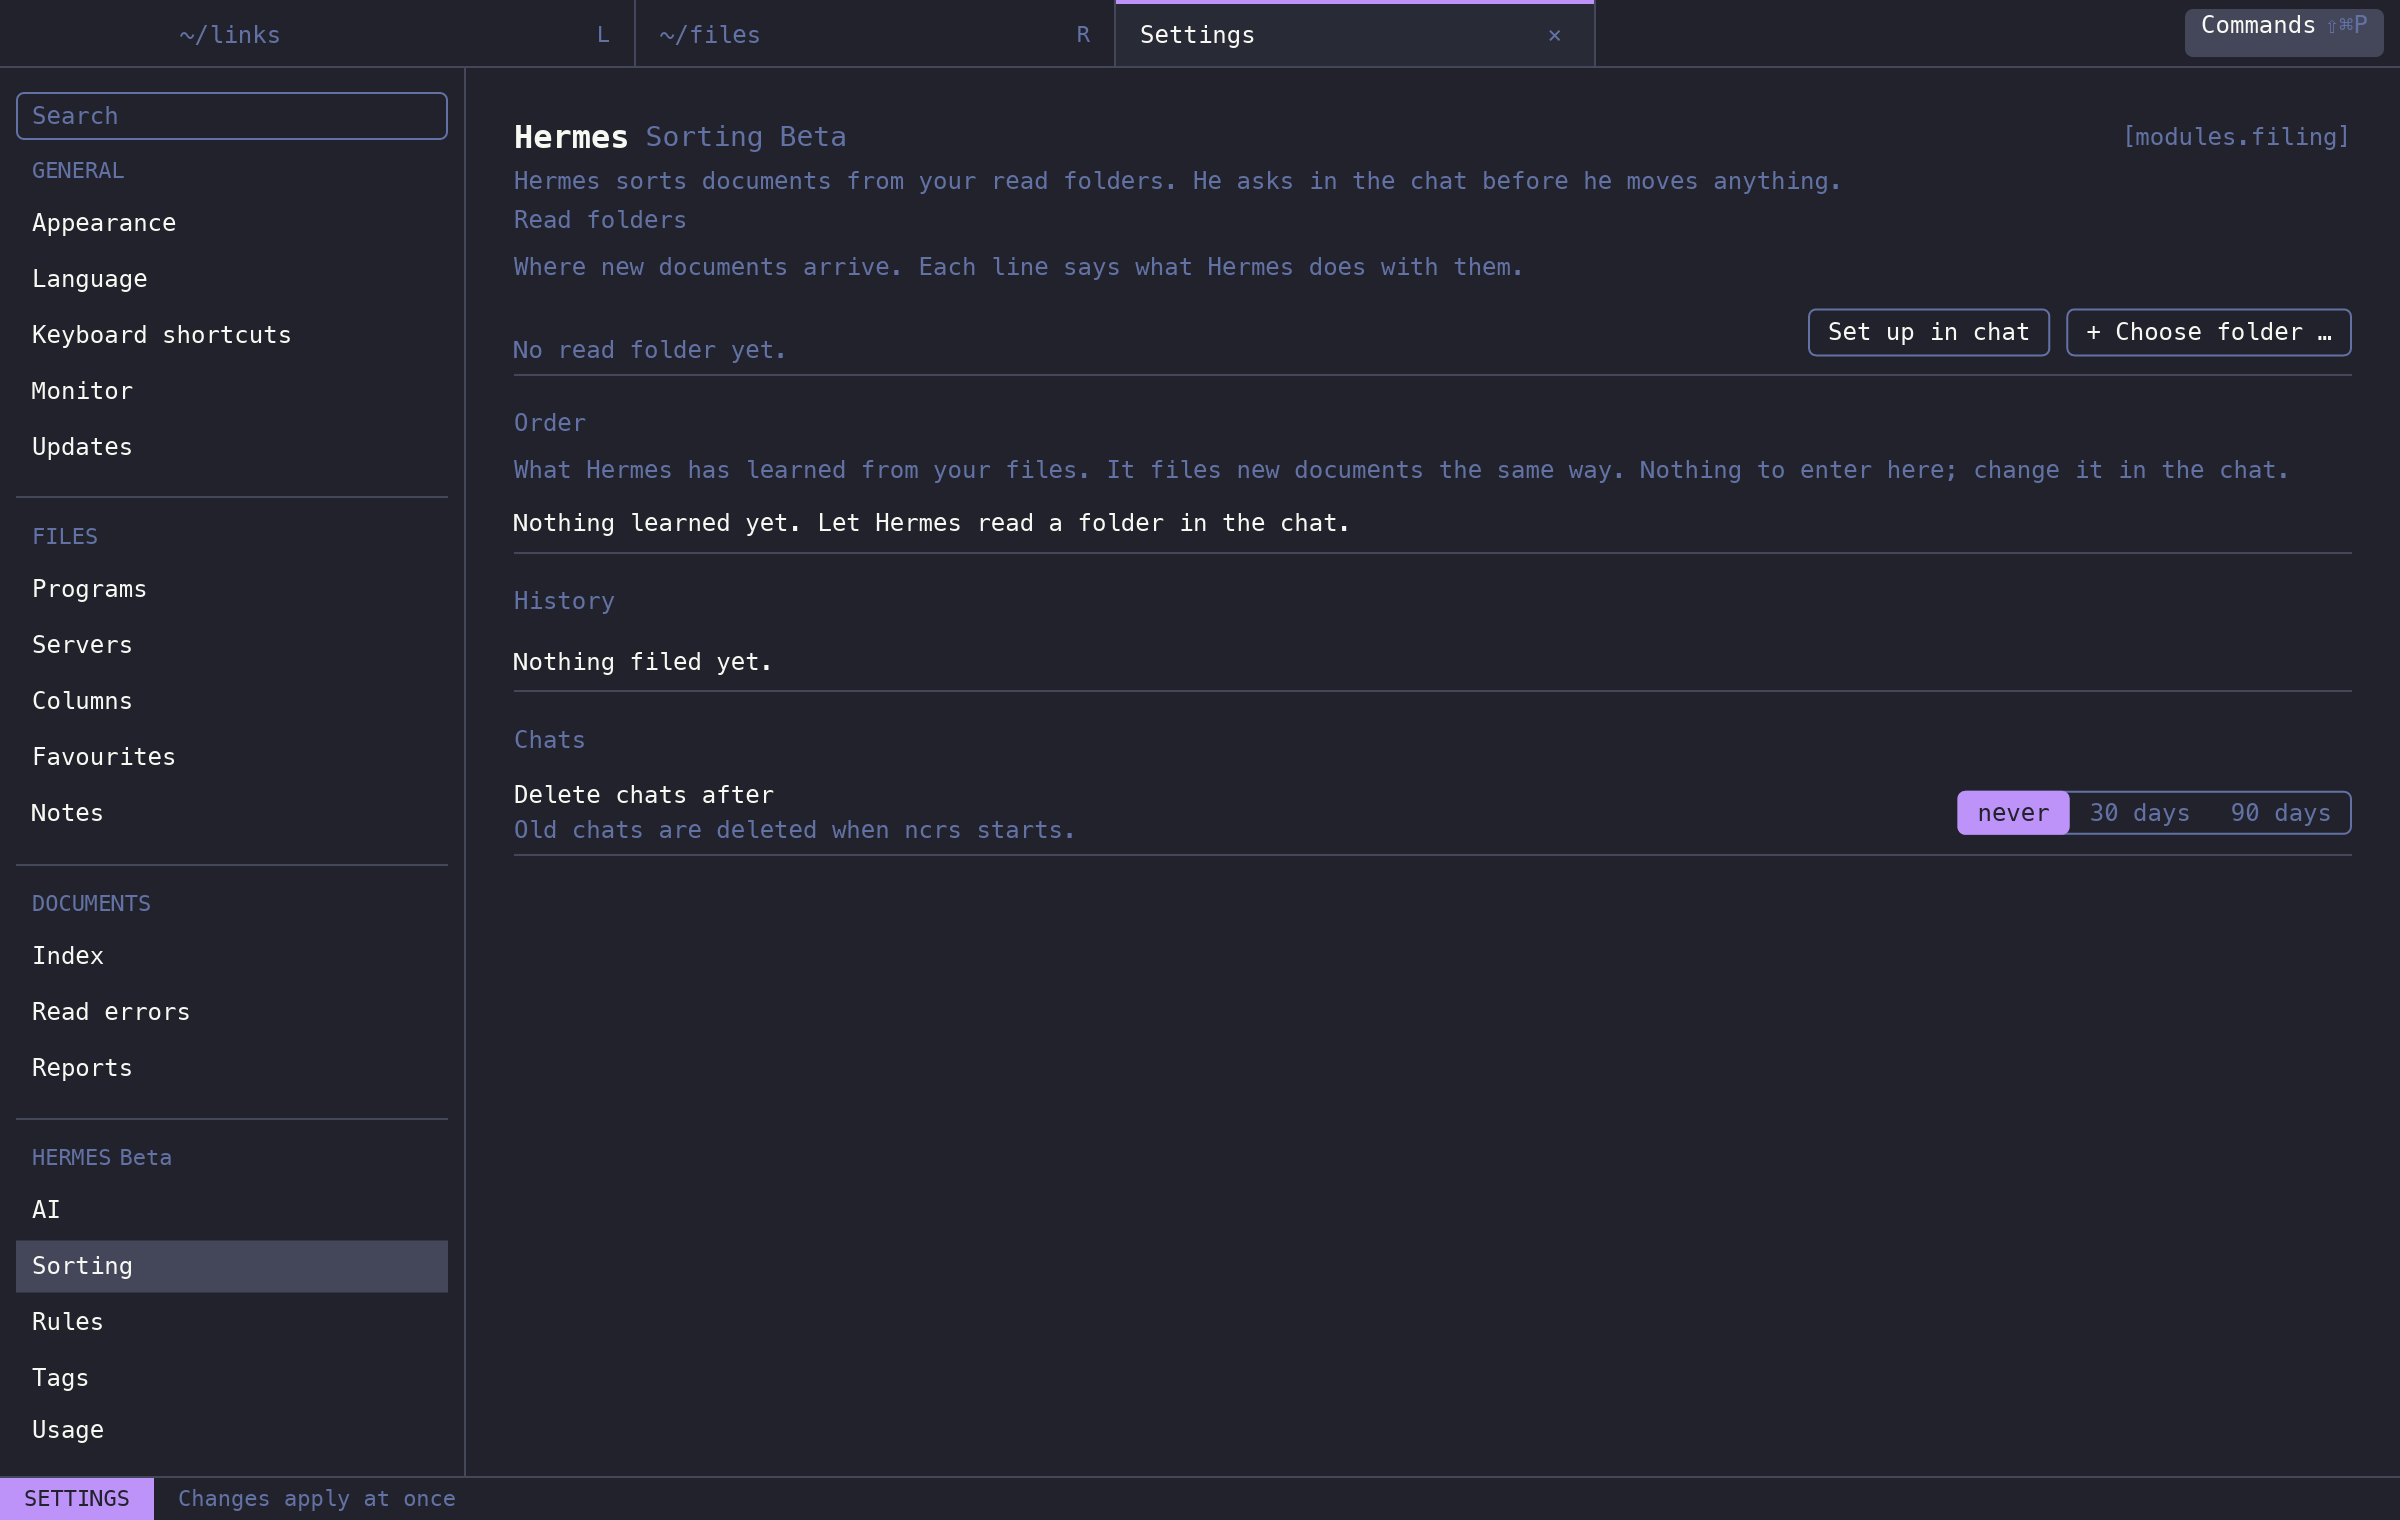 ~/links L ~/files R Settings × Commands ⇧⌘P
Search
GENERAL
Appearance
Language
Keyboard shortcuts
Monitor
Updates
FILES
Programs
Servers
Columns
Favourites
Notes
DOCUMENTS
Index
Read errors
Reports
HERMES Beta
AI
Sorting
Rules
Tags
Usage
Hermes Sorting Beta [modules.filing]
Hermes sorts documents from your read folders. He asks in the chat before he moves anything.
Read folders
Where new documents arrive. Each line says what Hermes does with them.
No read folder yet. Set up in chat + Choose folder …
Order
What Hermes has learned from your files. It files new documents the same way. Nothing to enter here; change it in the chat.
Nothing learned yet. Let Hermes read a folder in the chat.
History
Nothing filed yet.
Chats
Delete chats after
Old chats are deleted when ncrs starts.
never 30 days 90 days
SETTINGS Changes apply at once